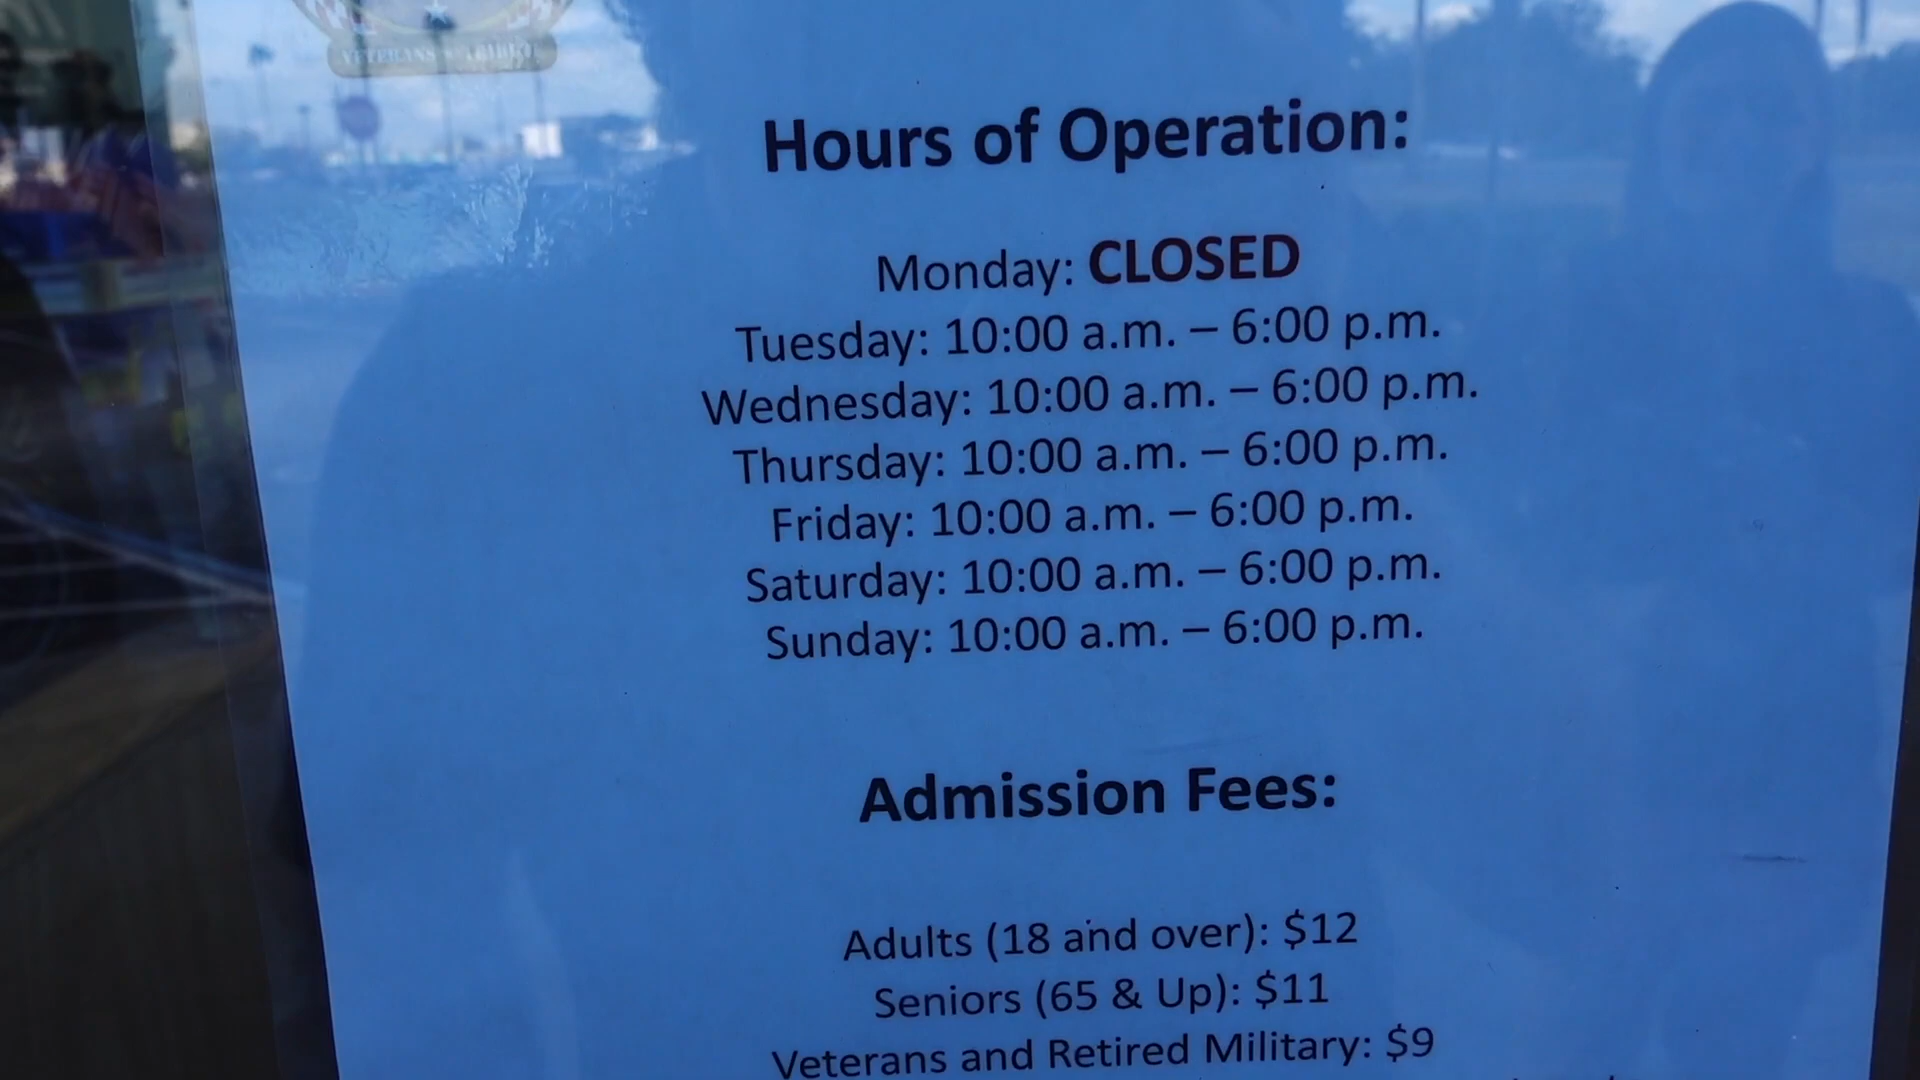 VETERANS
Hours of Operation:
Monday: CLOSED
Tuesday: 10:00 a.m. – 6:00 p.m.
Wednesday: 10:00 a.m. – 6:00 p.m.
Thursday: 10:00 a.m. – 6:00 p.m.
Friday: 10:00 a.m. – 6:00 p.m.
Saturday: 10:00 a.m. – 6:00 p.m.
Sunday: 10:00 a.m. – 6:00 p.m.
Admission Fees:
Adults (18 and over): $12
Seniors (65 & Up): $11
Veterans and Retired Military: $9